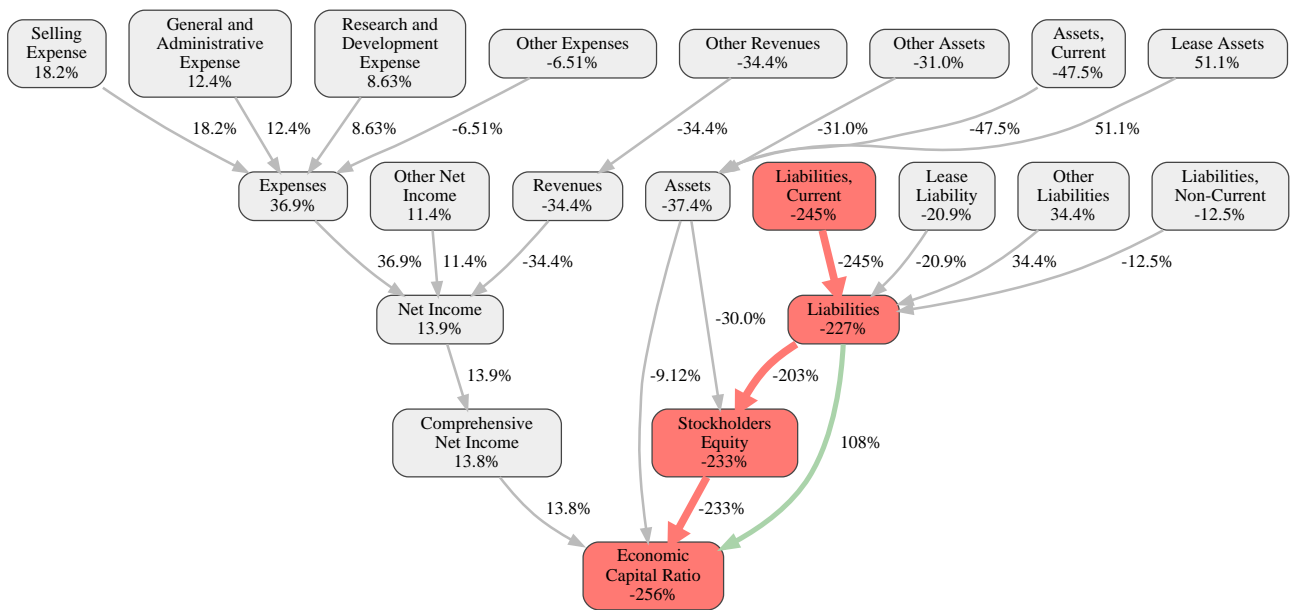 Selling
Expense
18.2%
General and
Administrative
Expense
12.4%
Research and
Development
Expense
8.63%
Other Expenses
-6.51%
Other Revenues
-34.4%
Other Assets
-31.0%
Assets,
Current
-47.5%
Lease Assets
51.1%
18.2%
12.4%
8.63%
-6.51%
-34.4%
-31.0%
-47.5%
51.1%
Expenses
36.9%
Other Net
Income
11.4%
Revenues
-34.4%
Assets
-37.4%
Liabilities,
Current
-245%
Lease
Liability
-20.9%
Other
Liabilities
34.4%
Liabilities,
Non-Current
-12.5%
36.9%
11.4%
-34.4%
-245%
-20.9%
34.4%
-12.5%
Net Income
13.9%
-30.0%
Liabilities
-227%
13.9%
-9.12%
-203%
Comprehensive
Net Income
13.8%
Stockholders
Equity
-233%
108%
13.8%
-233%
Economic
Capital Ratio
-256%